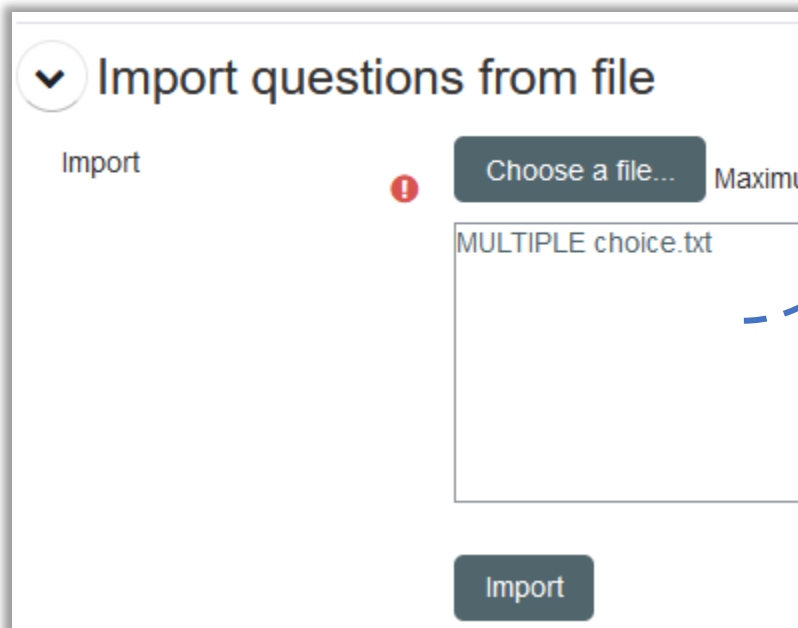 Import questions from file
Import
Choose a file...
MULTIPLE choice.txt
Import